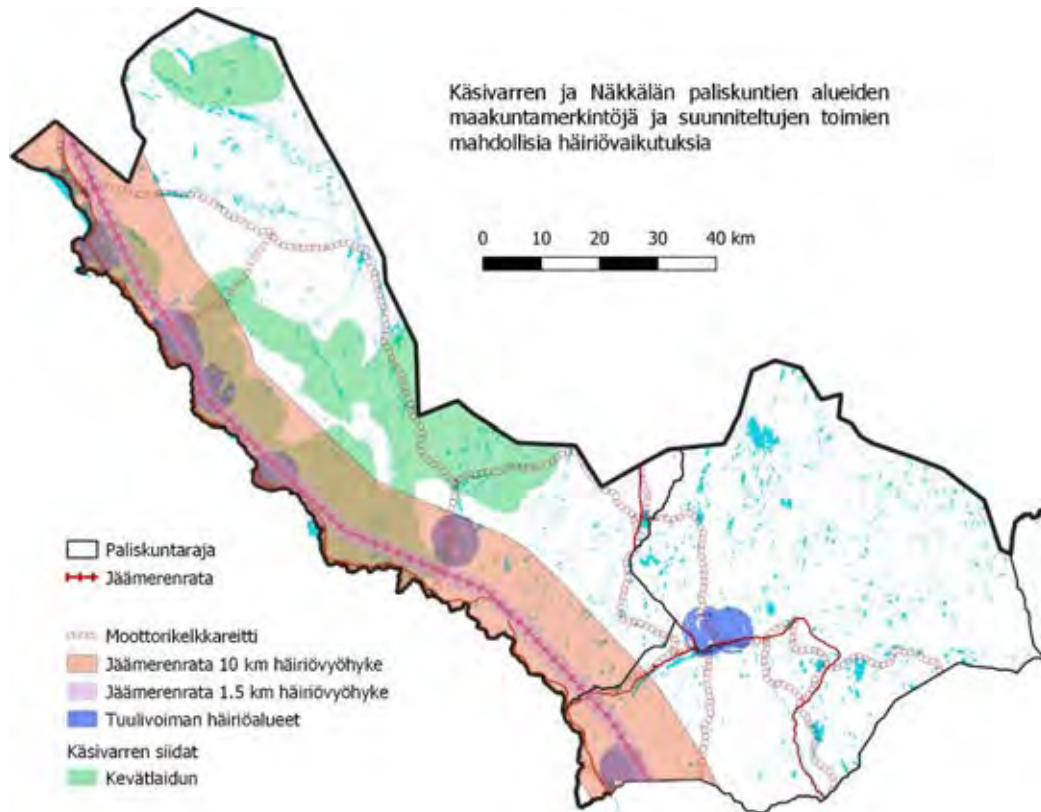 Käsivarren ja Näkkälän paliskuntien alueiden
maakuntamerkintöjä ja suunniteltujen toimien
mahdollisia häiriövaikutuksia
0 10 20 30 40 km
Paliskuntaraja
Jäämerenrata
Moottorikelkkareitti
Jäämerenrata 10 km häiriövyöhyke
Jäämerenrata 1.5 km häiriövyöhyke
Tuulivoiman häiriöalueet
Käsivarren siidat
Kevätlaidun